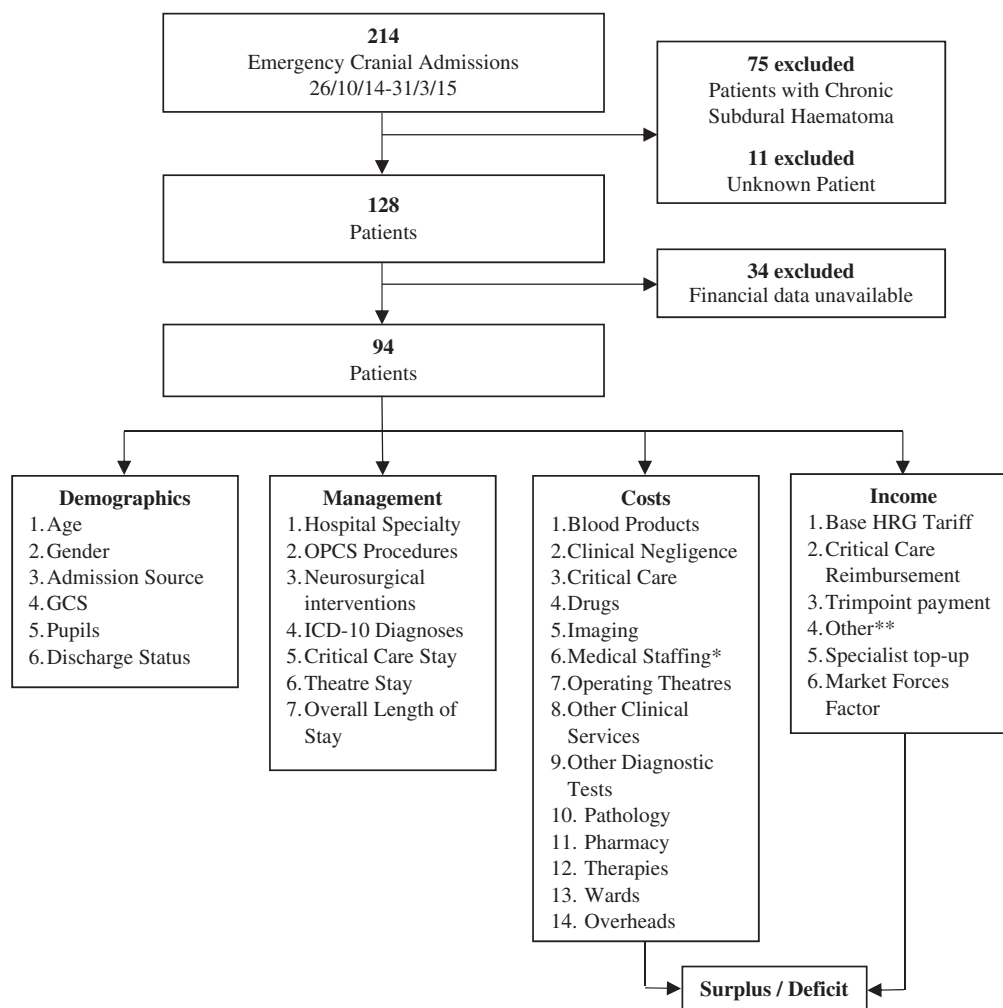 214
Emergency Cranial Admissions
26/10/14-31/3/15
75 excluded
Patients with Chronic
Subdural Haematoma
11 excluded
Unknown Patient
128
Patients
34 excluded
Financial data unavailable
94
Patients
Demographics
1. Age
2. Gender
3. Admission Source
4. GCS
5. Pupils
6. Discharge Status
Management
1. Hospital Specialty
2. OPCS Procedures
3. Neurosurgical
interventions
4. ICD-10 Diagnoses
5. Critical Care Stay
6. Theatre Stay
7. Overall Length of
Stay
Costs
1. Blood Products
2. Clinical Negligence
3. Critical Care
4. Drugs
5. Imaging
6. Medical Staffing*
7. Operating Theatres
8. Other Clinical
Services
9. Other Diagnostic
Tests
10. Pathology
11. Pharmacy
12. Therapies
13. Wards
14. Overheads
Income
1. Base HRG Tariff
2. Critical Care
Reimbursement
3. Trimpoint payment
4. Other**
5. Specialist top-up
6. Market Forces
Factor
Surplus / Deficit